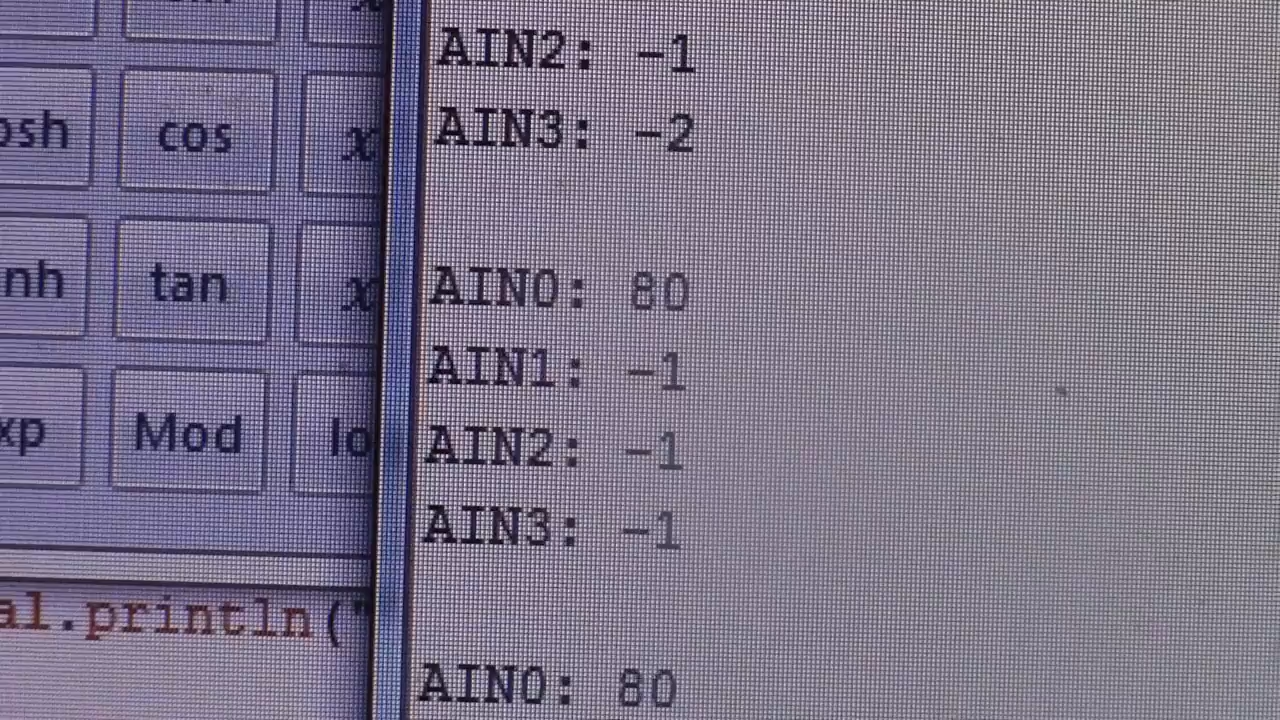 AIN2: -1
AIN3: -2
AIN0: 80
AIN1: -1
AIN2: -1
AIN3: -1
AIN0: 80
osh cos x
nh tan x
xp Mod lo
al.println("